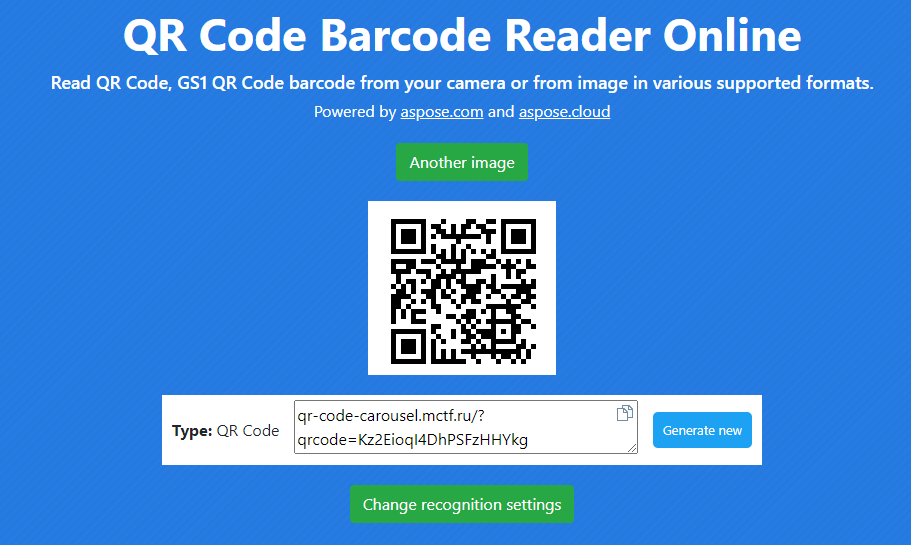 QR Code Barcode Reader Online
Read QR Code, GS1 QR Code barcode from your camera or from image in various supported formats.
Powered by aspose.com and aspose.cloud
Another image
Type: QR Code
qr-code-carousel.mctf.ru/?
qrcode=Kz2EioqI4DhPSFzHHYkg
Generate new
Change recognition settings